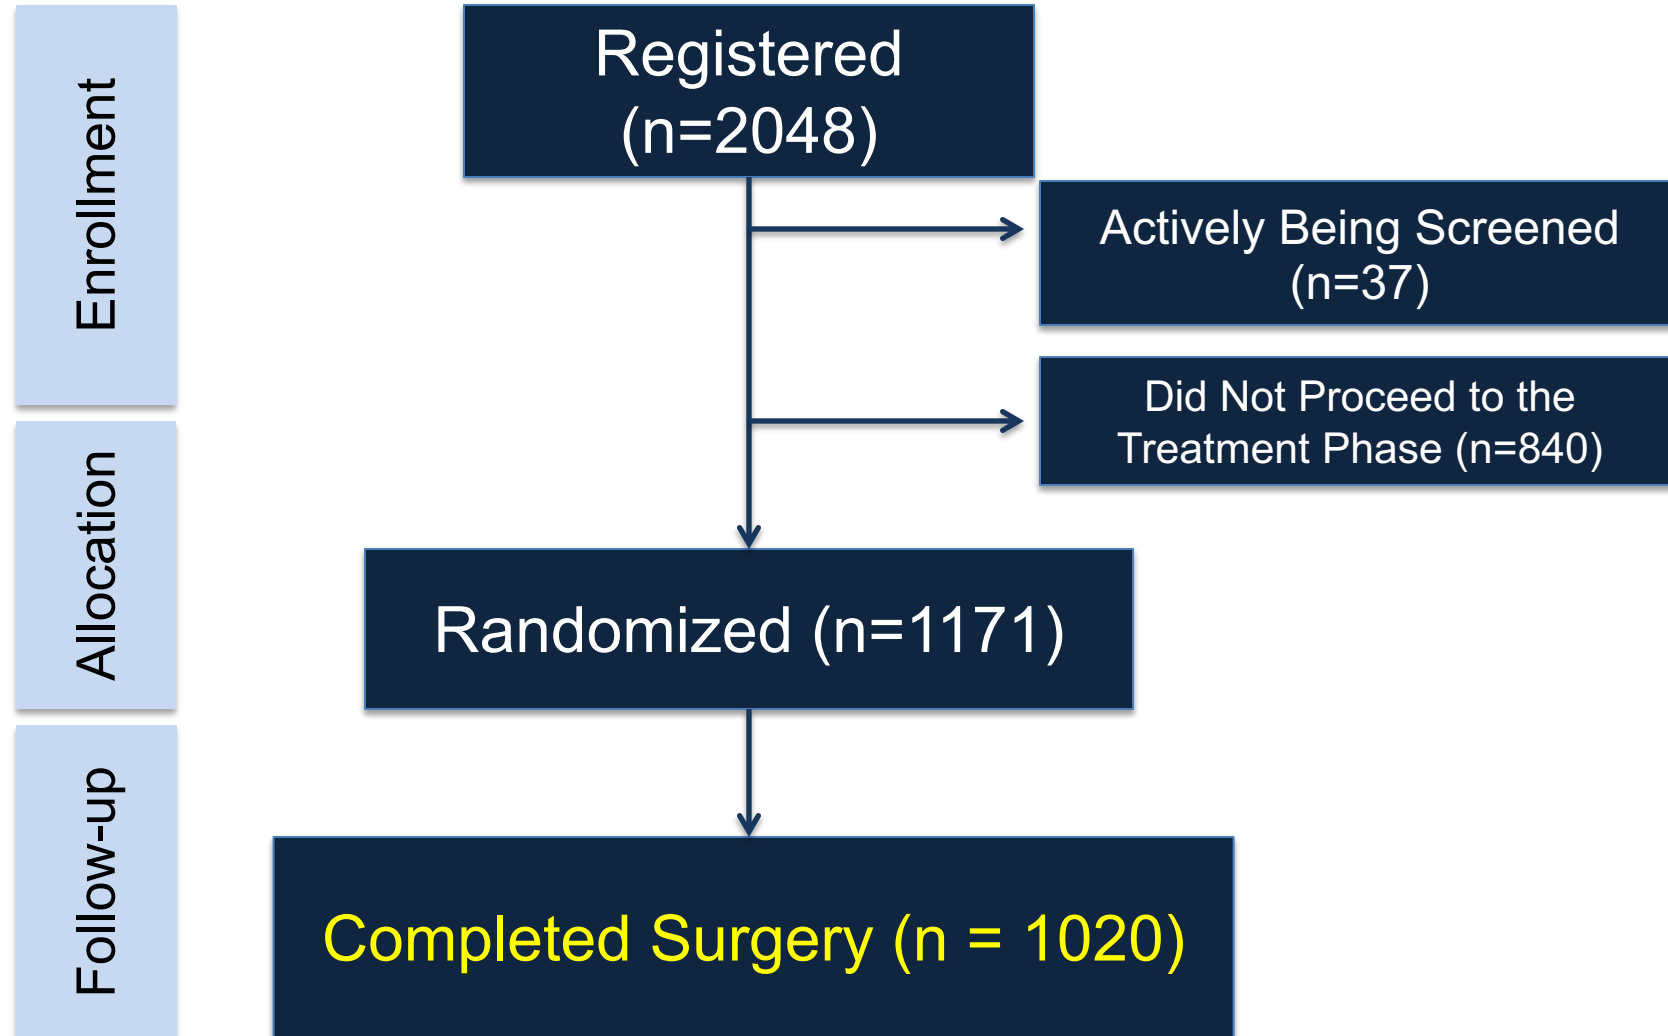 Enrollment
Registered
(n=2048)
Actively Being Screened
(n=37)
Did Not Proceed to the
Treatment Phase (n=840)
Allocation
Randomized (n=1171)
Follow-up
Completed Surgery (n = 1020)